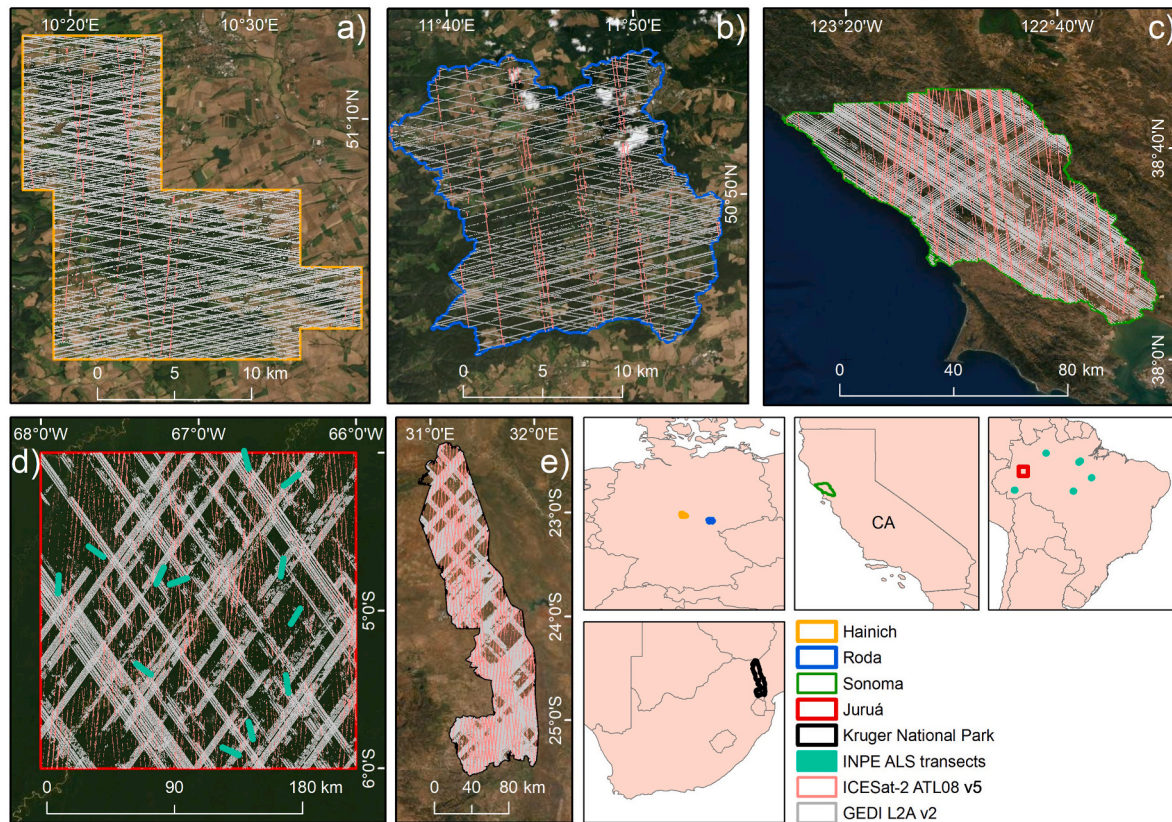 10°20'E 10°30'E
a)
51°10'N
0 5 10 km
11°40'E 11°50'E
b)
50°50'N
0 5 10 km
123°20'W 122°40'W
c)
38°40'N
38°0'N
0 40 80 km
68°0'W 67°0'W 66°0'W
d)
5°0'S
6°0'S
0 90 180 km
31°0'E 32°0'E
e)
23°0'S
24°0'S
25°0'S
0 40 80 km
CA
Hainich
Roda
Sonoma
Juruá
Kruger National Park
INPE ALS transects
ICESat-2 ATL08 v5
GEDI L2A v2